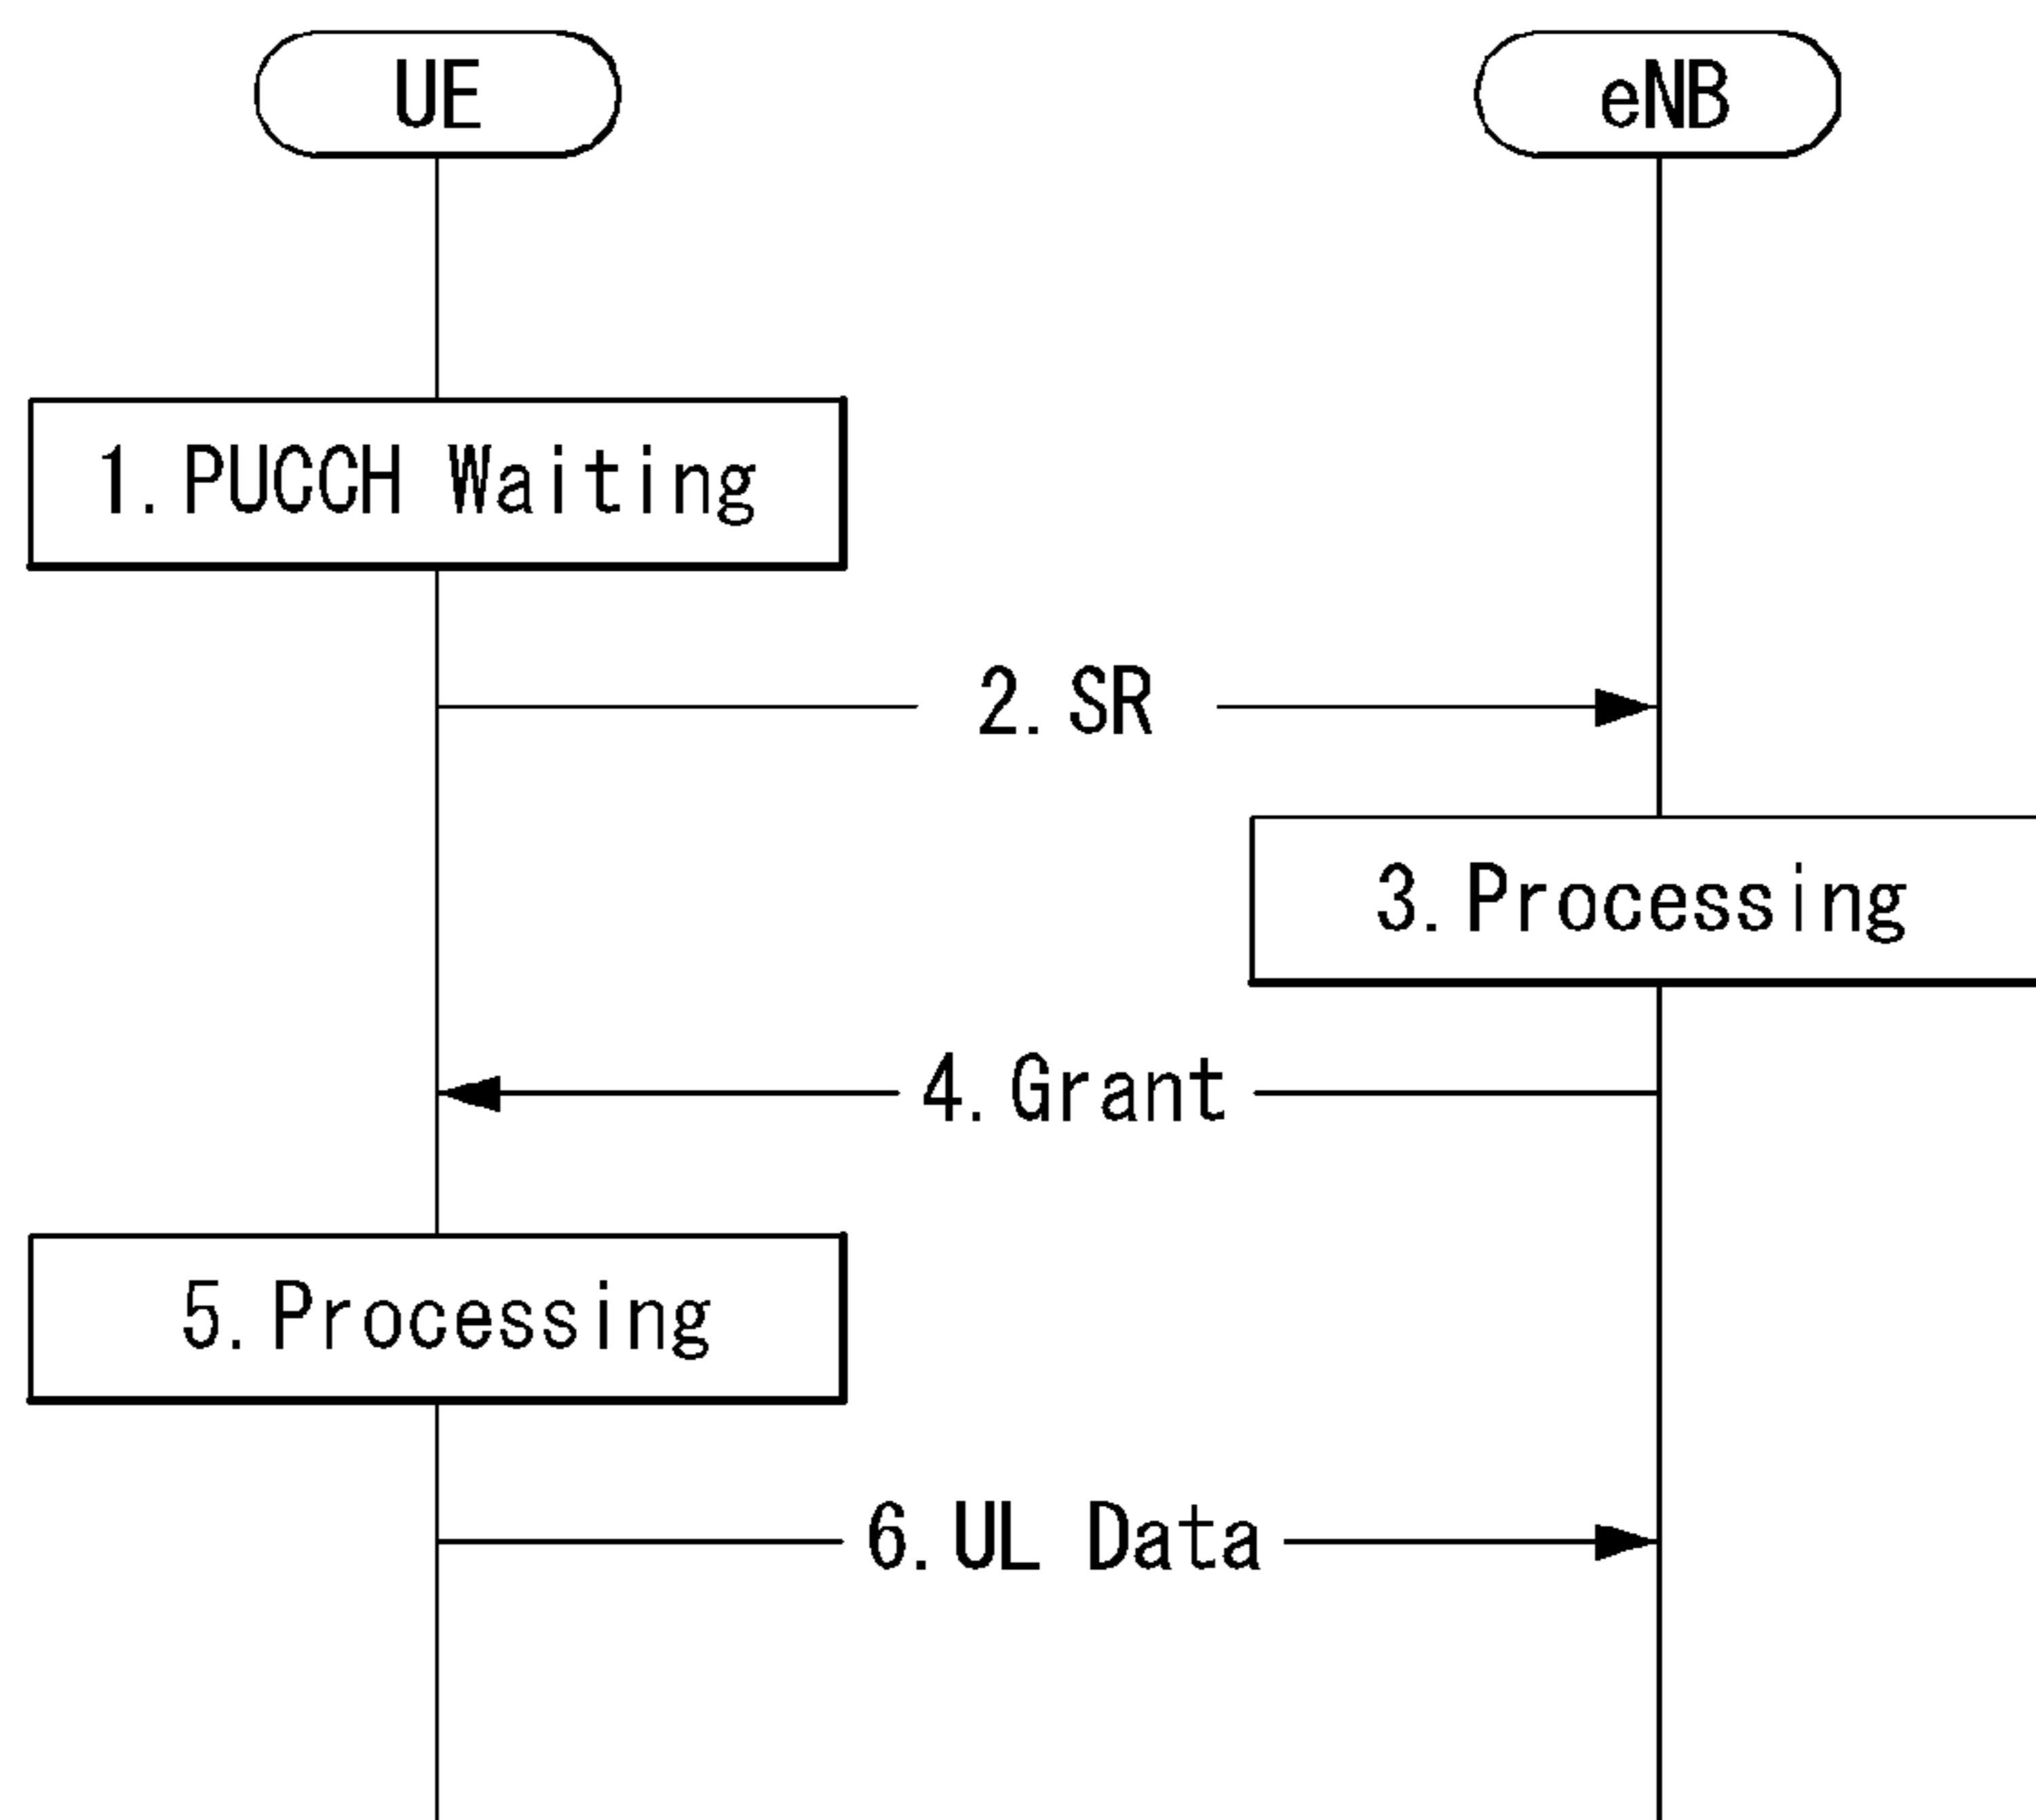 UE
eNB
1.PUCCH Waiting
2.SR
3.Processing
4.Grant
5.Processing
6.UL Data